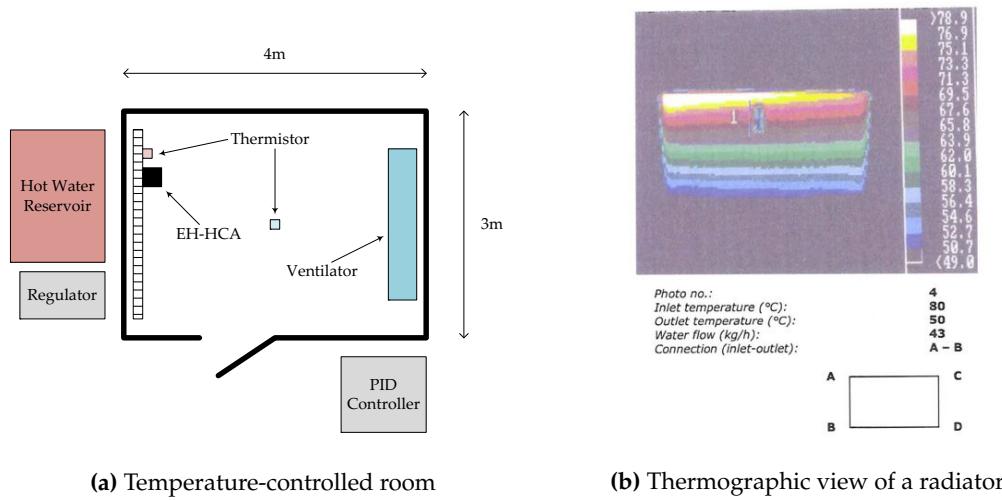 4m
Thermistor
Hot Water
Reservoir
EH-HCA
3m
Ventilator
Regulator
PID
Controller
(a) Temperature-controlled room
>78.9
76.9
75.1
73.3
71.3
69.5
67.6
65.8
63.9
62.0
60.1
58.3
56.4
54.6
52.7
50.7
<49.0
1
Photo no.: 4
Inlet temperature (°C): 80
Outlet temperature (°C): 50
Water flow (kg/h): 43
Connection (inlet-outlet): A – B
A C
B D
(b) Thermographic view of a radiator